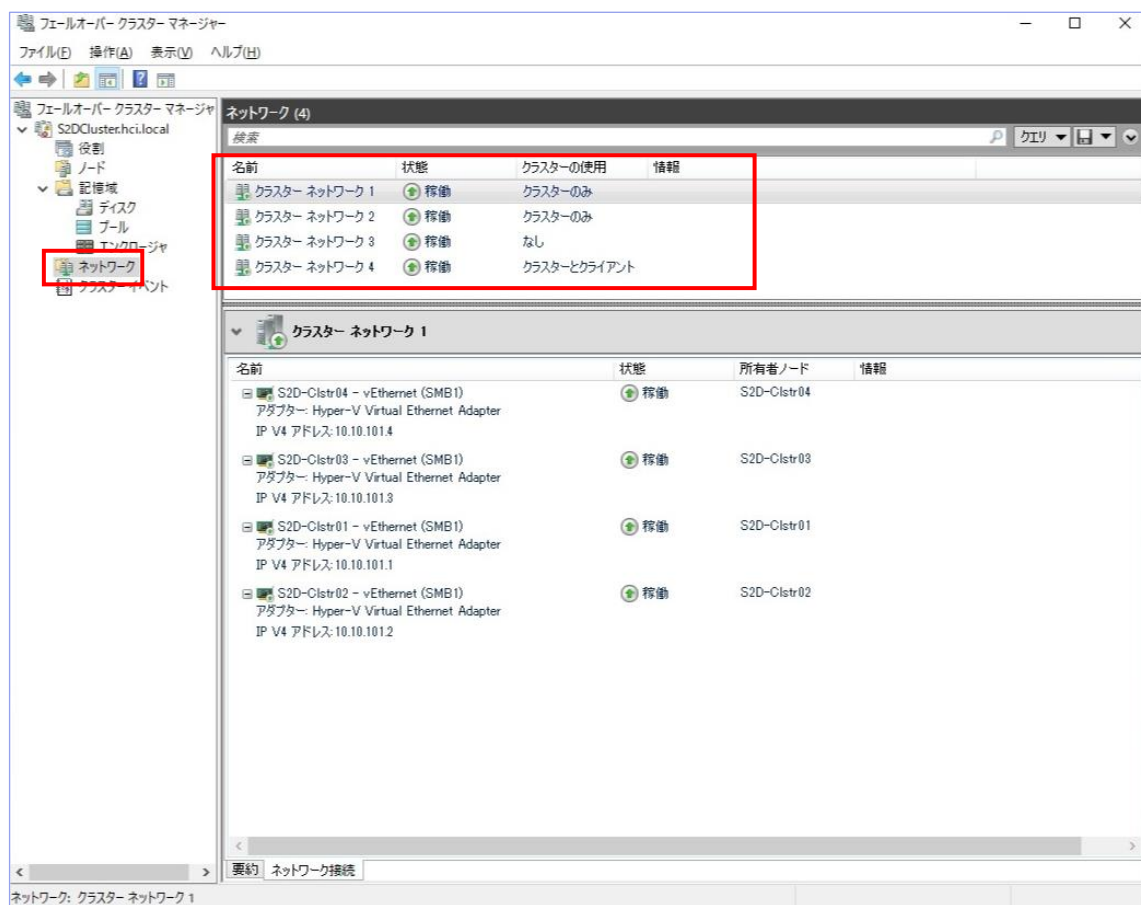 フェールオーバー クラスター マネージャー
ファイル(F) 操作(A) 表示(V) ヘルプ(H)
フェールオーバー クラスター マネージャ
S2DCluster.hci.local
役割
ノード
記憶域
ディスク
プール
エンクロージャ
ネットワーク
クラスター イベント
ネットワーク (4)
検索 クエリ
名前 状態 クラスターの使用 情報
クラスター ネットワーク 1 稼働 クラスターのみ
クラスター ネットワーク 2 稼働 クラスターのみ
クラスター ネットワーク 3 稼働 なし
クラスター ネットワーク 4 稼働 クラスターとクライアント
クラスター ネットワーク 1
名前 状態 所有者ノード 情報
S2D-Clstr04 - vEthernet (SMB1) 稼働 S2D-Clstr04
アダプター: Hyper-V Virtual Ethernet Adapter
IP V4 アドレス: 10.10.101.4
S2D-Clstr03 - vEthernet (SMB1) 稼働 S2D-Clstr03
アダプター: Hyper-V Virtual Ethernet Adapter
IP V4 アドレス: 10.10.101.3
S2D-Clstr01 - vEthernet (SMB1) 稼働 S2D-Clstr01
アダプター: Hyper-V Virtual Ethernet Adapter
IP V4 アドレス: 10.10.101.1
S2D-Clstr02 - vEthernet (SMB1) 稼働 S2D-Clstr02
アダプター: Hyper-V Virtual Ethernet Adapter
IP V4 アドレス: 10.10.101.2
要約 ネットワーク接続
ネットワーク: クラスター ネットワーク 1